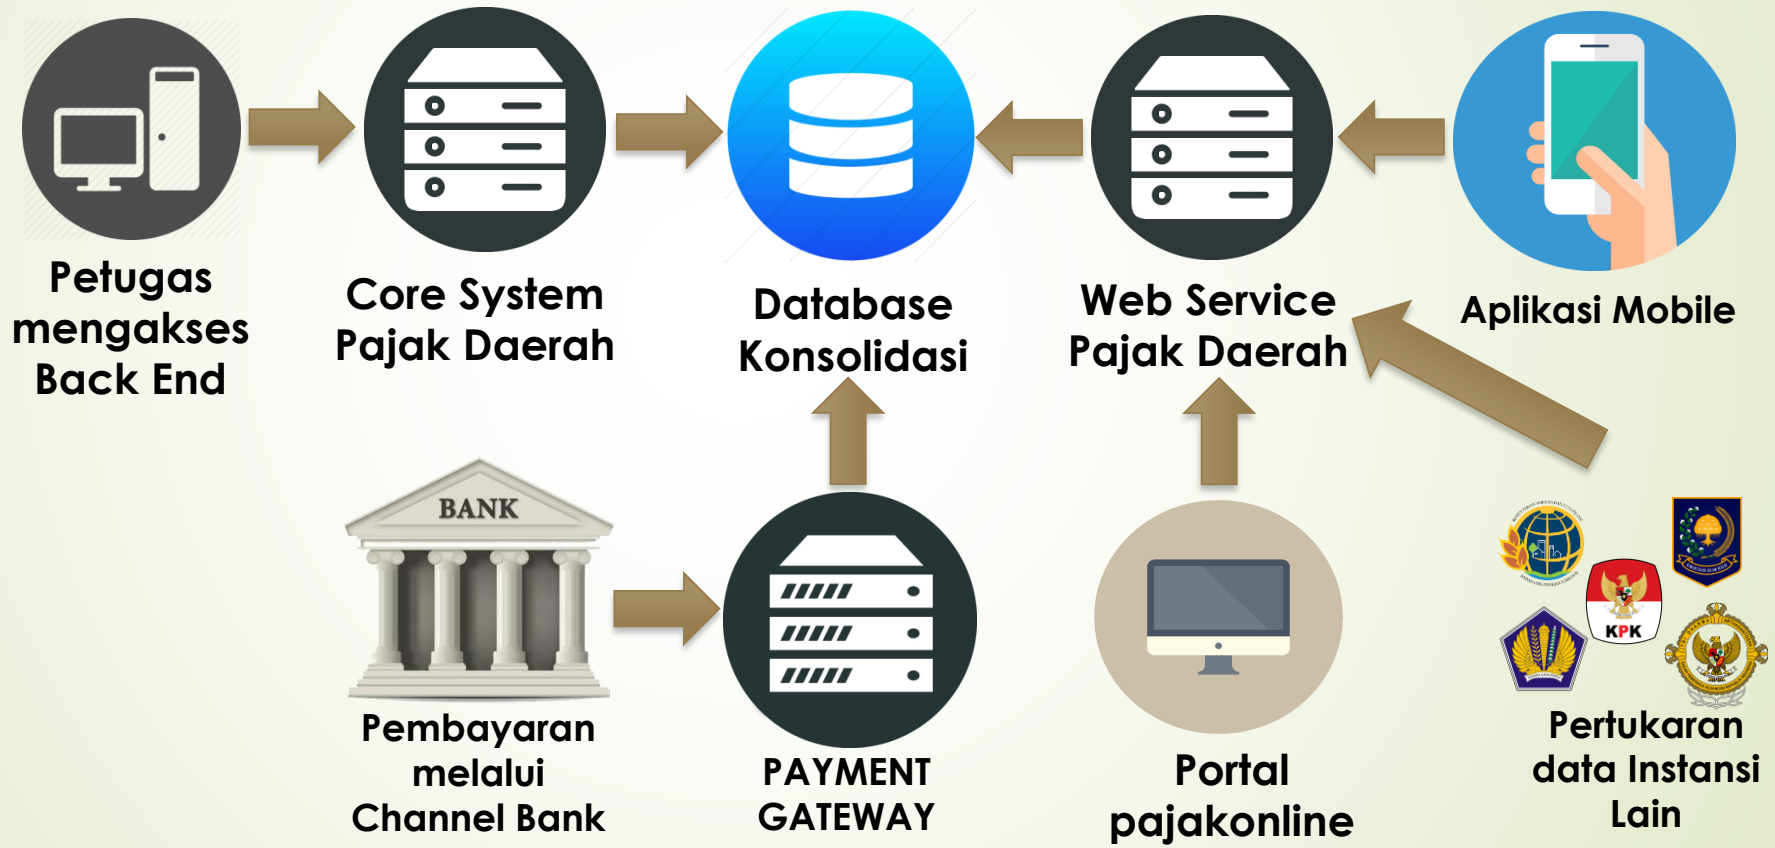 Petugas
mengakses
Back End
Core System
Pajak Daerah
Database
Konsolidasi
Web Service
Pajak Daerah
Aplikasi Mobile
BANK
Pembayaran
melalui
Channel Bank
PAYMENT
GATEWAY
Portal
pajakonline
KPK
Pertukaran
data Instansi
Lain